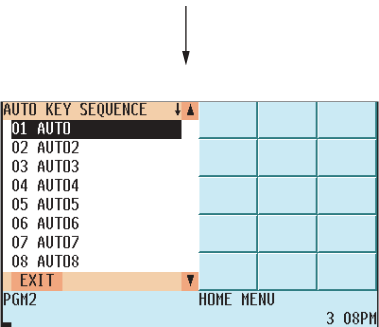 AUTO KEY SEQUENCE ↓ ▲
01 AUTO
02 AUTO2
03 AUTO3
04 AUTO4
05 AUTO5
06 AUTO6
07 AUTO7
08 AUTO8
EXIT ▼
PGM2 HOME MENU
3 08PM